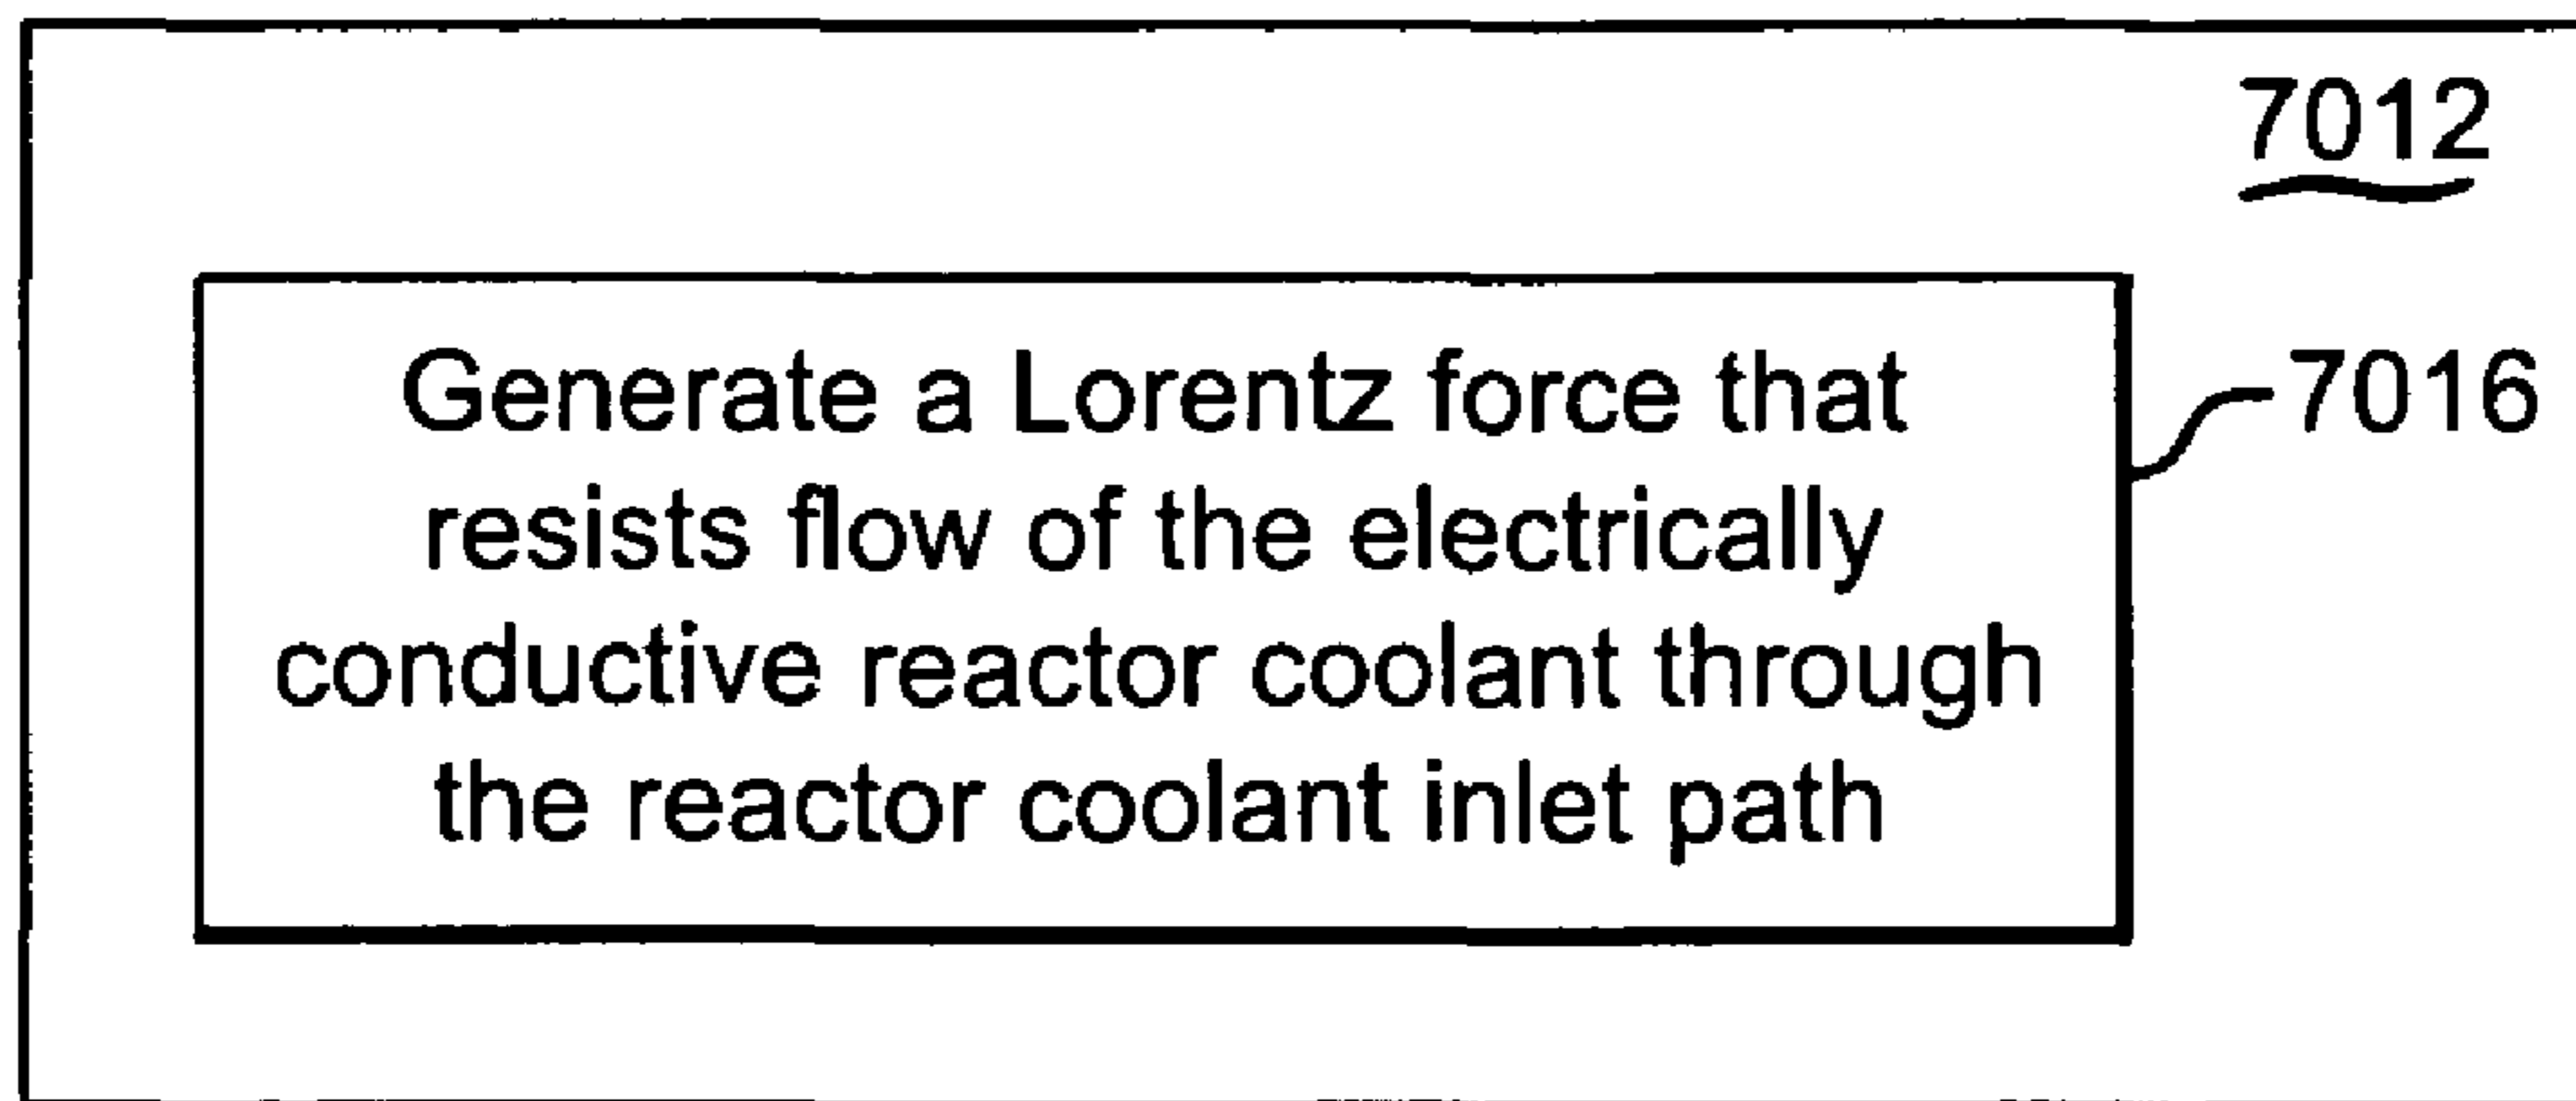 7012
Generate a Lorentz force that
resists flow of the electrically
conductive reactor coolant through
the reactor coolant inlet path
7016